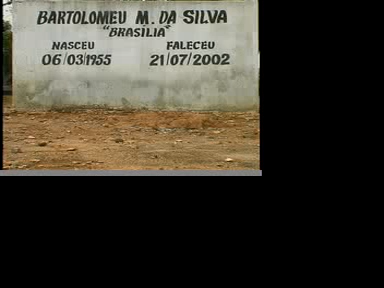 BARTOLOMEU M. DA SILVA
"BRASILIA"
NASCEU FALECEU
06/03/1955 21/07/2002